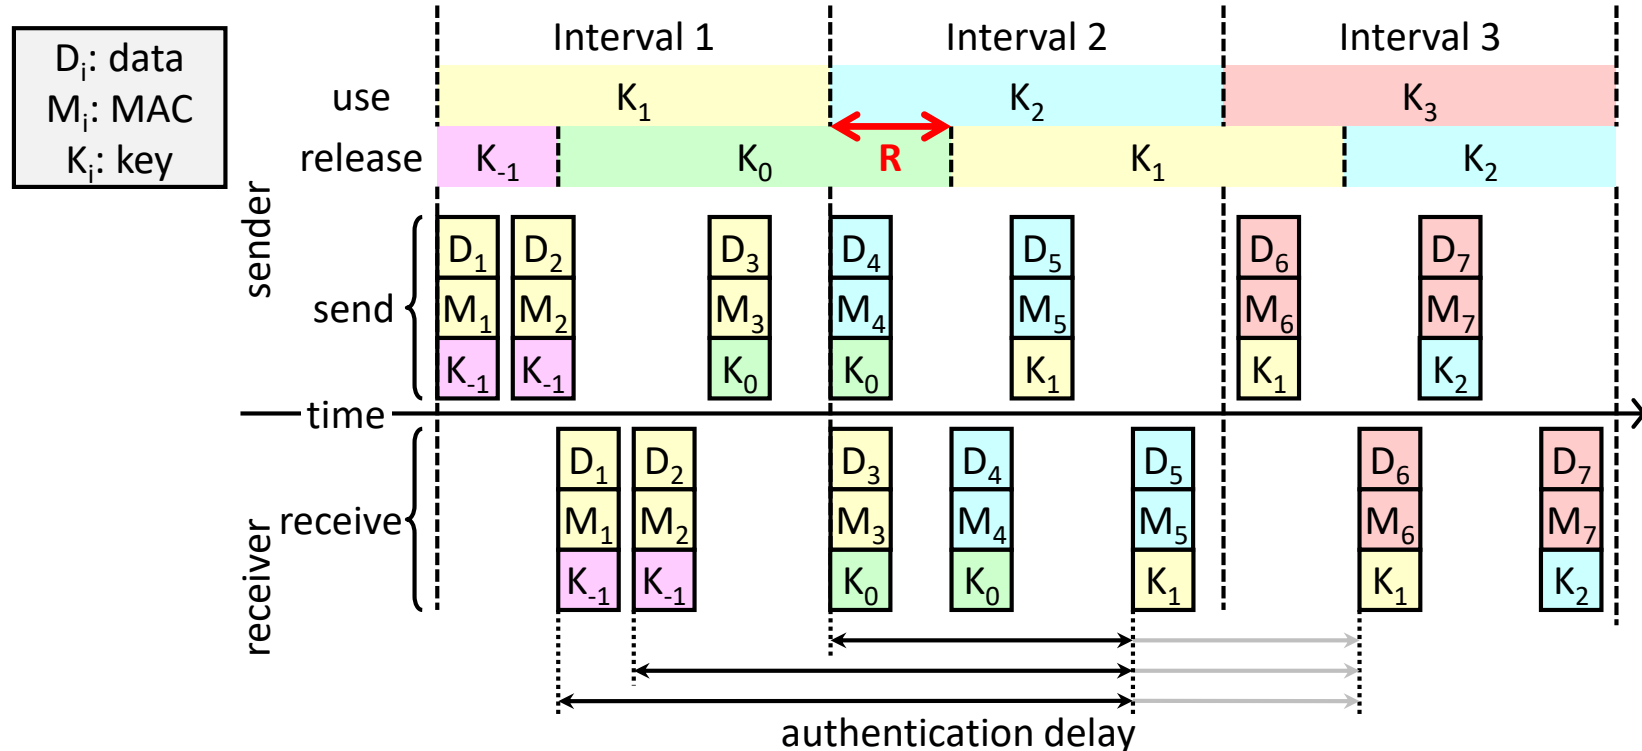 D₁: data
Mᵢ: MAC
Kᵢ: key
Interval 1 Interval 2 Interval 3
use K₁ K₂ K₃
release K₋₁ K₀ R K₁ K₂
sender
send
D₁ D₂ D₃ D₄ D₅ D₆ D₇
M₁ M₂ M₃ M₄ M₅ M₆ M₇
K₋₁ K₋₁ K₀ K₀ K₁ K₁ K₂
time
receiver
receive
D₁ D₂ D₃ D₄ D₅ D₆ D₇
M₁ M₂ M₃ M₄ M₅ M₆ M₇
K₋₁ K₋₁ K₀ K₀ K₁ K₁ K₂
authentication delay